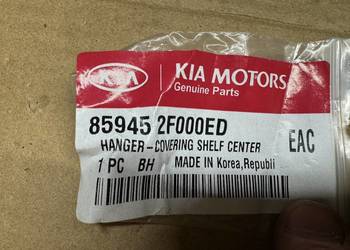 KIA
KIA MOTORS
Genuine Parts
85945 2F000ED
HANGER-COVERING SHELF CENTER
EAC
1 PC BH MADE IN Korea, Republi